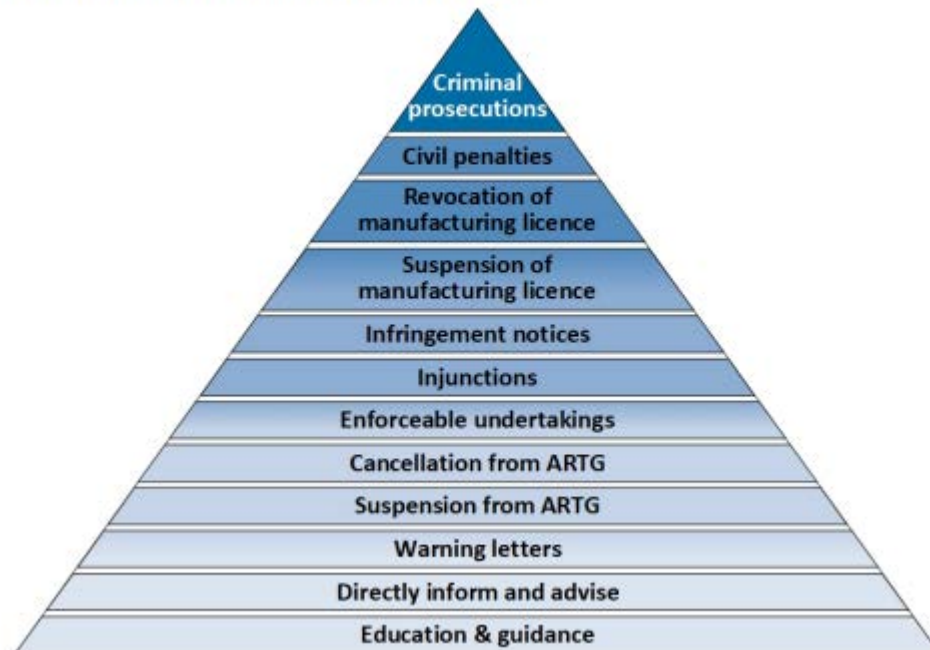 Criminal
prosecutions
Civil penalties
Revocation of
manufacturing licence
Suspension of
manufacturing licence
Infringement notices
Injunctions
Enforceable undertakings
Cancellation from ARTG
Suspension from ARTG
Warning letters
Directly inform and advise
Education & guidance